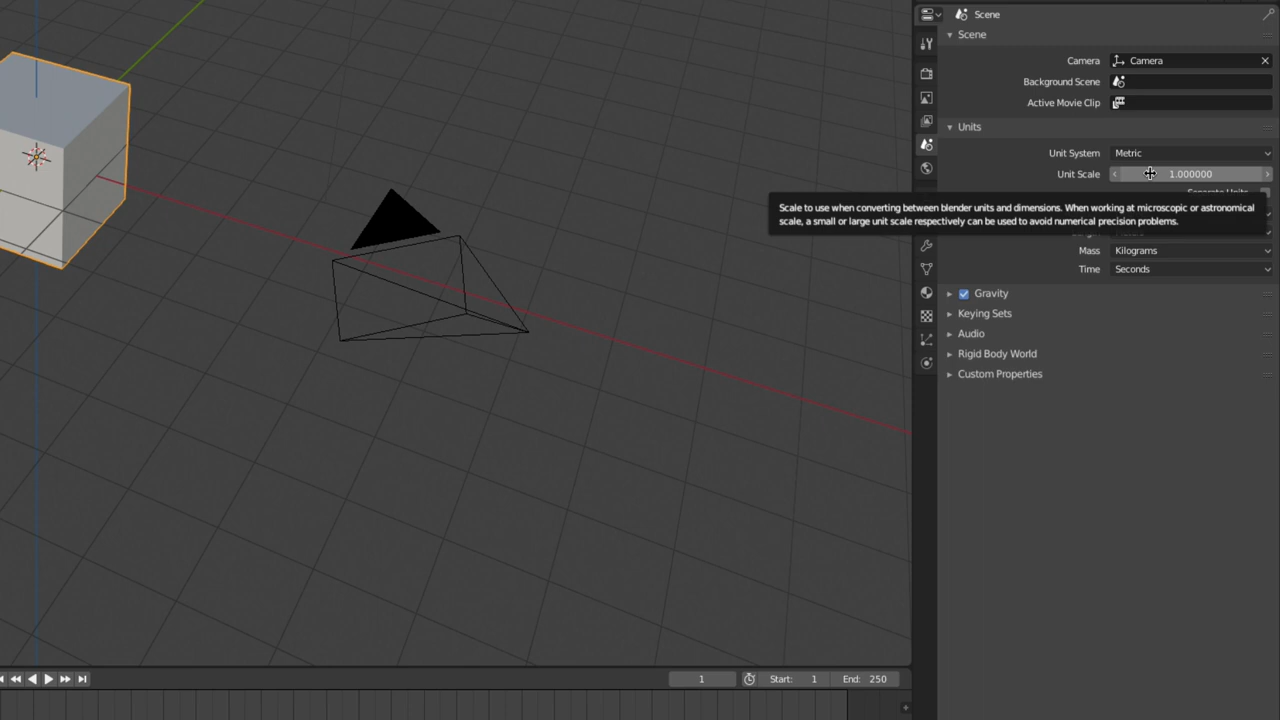 Scene
Scene
Camera Camera
Background Scene
Active Movie Clip
Units
Unit System Metric
Unit Scale 1.000000
Scale to use when converting between blender units and dimensions. When working at microscopic or astronomical
scale, a small or large unit scale respectively can be used to avoid numerical precision problems.
Mass Kilograms
Time Seconds
Gravity
Keying Sets
Audio
Rigid Body World
Custom Properties
1 Start: 1 End: 250